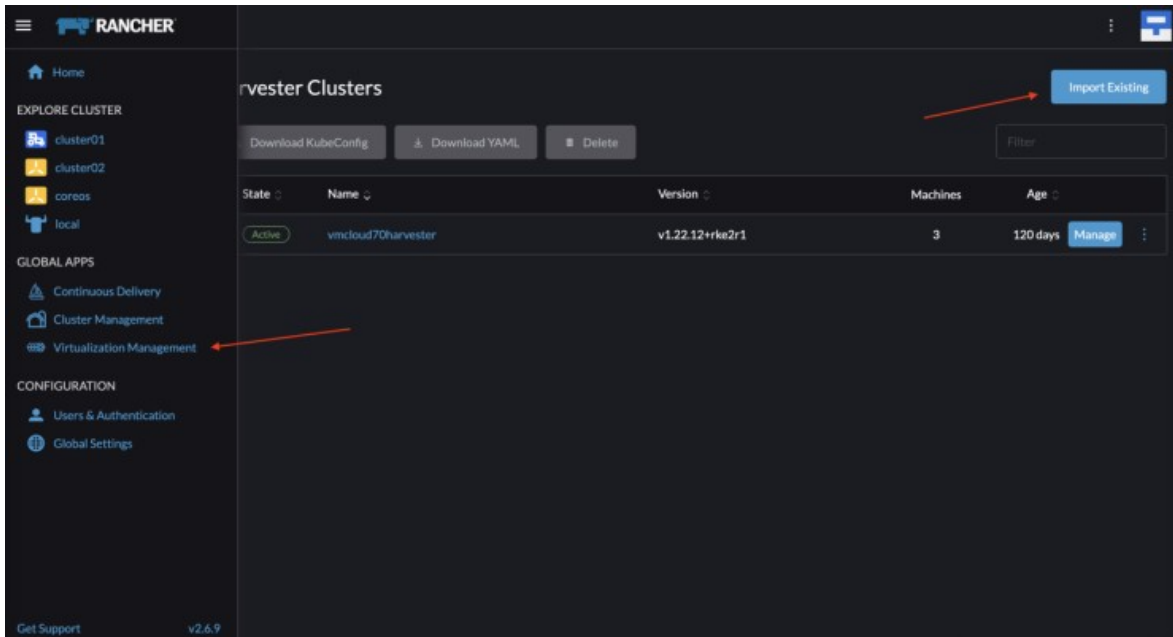 RANCHER
Home
EXPLORE CLUSTER
cluster01
cluster02
coreos
local
GLOBAL APPS
Continuous Delivery
Cluster Management
Virtualization Management
CONFIGURATION
Users & Authentication
Global Settings
Get Support v2.6.9
rvester Clusters
Import Existing
Download KubeConfig Download YAML Delete
Filter
State Name Version Machines Age
Active vmcloud70harvester v1.22.12+rke2r1 3 120 days Manage